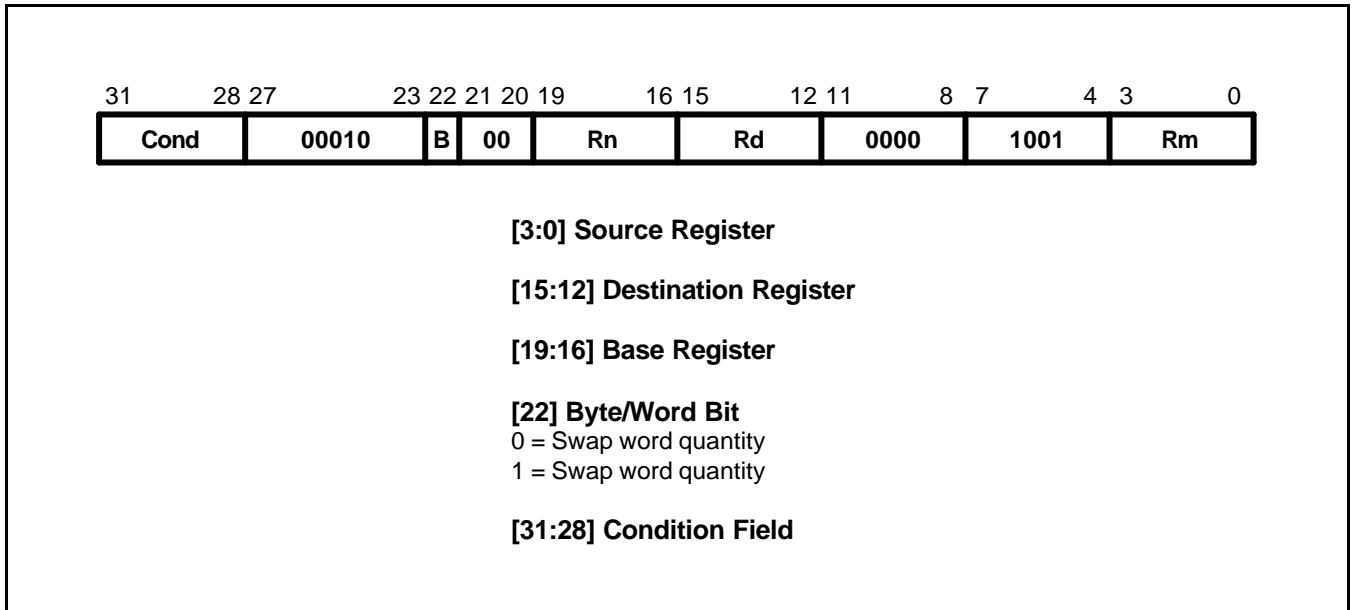 31 28 27 23 22 21 20 19 16 15 12 11 8 7 4 3 0
Cond 00010 B 00 Rn Rd 0000 1001 Rm
[3:0] Source Register
[15:12] Destination Register
[19:16] Base Register
[22] Byte/Word Bit
0 = Swap word quantity
1 = Swap word quantity
[31:28] Condition Field